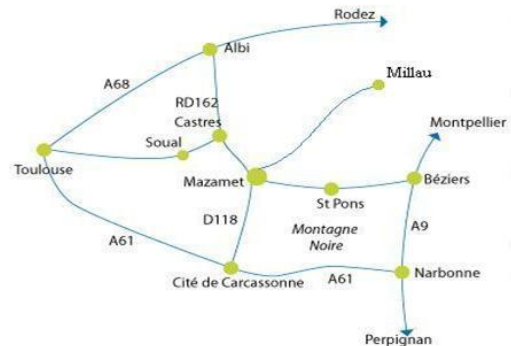 Rodez
Albi
A68
Millau
RD162
Castres
Montpellier
Soual
Toulouse
Mazamet
Béziers
St Pons
D118
Montagne
Noire
A9
A61
Cité de Carcassonne
A61
Narbonne
Perpignan